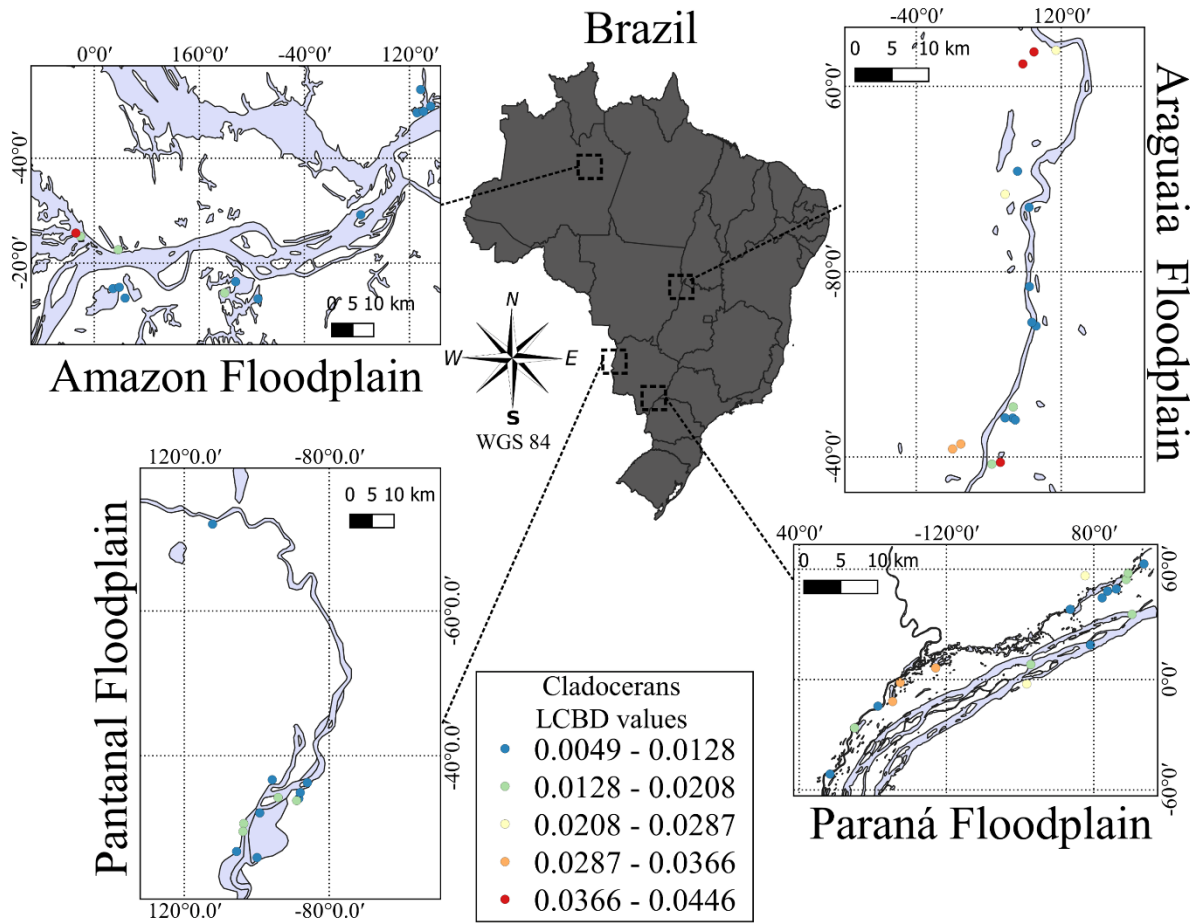 Brazil
0°0′ 160°0′ -40°0′ 120°0′
-40°0′
-20°0′
0 5 10 km
Amazon Floodplain
-40°0′ 120°0′
0 5 10 km
60°0′
-80°0′
-40°0′
Araguaia Floodplain
N
W E
S
WGS 84
120°0.0′ -80°0.0′
0 5 10 km
-60°0.0′
-40°0.0′
120°0.0′ -80°0.0′
Pantanal Floodplain
40°0′ -120°0′ 80°0′
0 5 10 km
60°0′
0°0′
-60°0′
Paraná Floodplain
Cladocerans
LCBD values
0.0049 - 0.0128
0.0128 - 0.0208
0.0208 - 0.0287
0.0287 - 0.0366
0.0366 - 0.0446